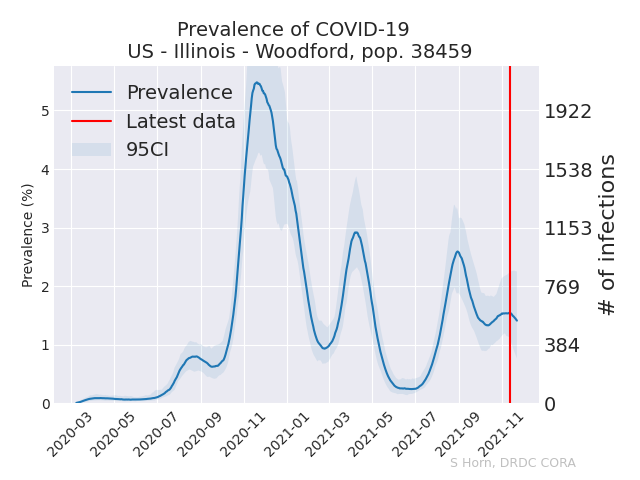 Prevalence of COVID-19
US - Illinois - Woodford, pop. 38459
Prevalence
Latest data
95CI
Prevalence (%)
5
4
3
2
1
0
# of infections
1922
1538
1153
769
384
0
2020-03
2020-05
2020-07
2020-09
2020-11
2021-01
2021-03
2021-05
2021-07
2021-09
2021-11
S Horn, DRDC CORA